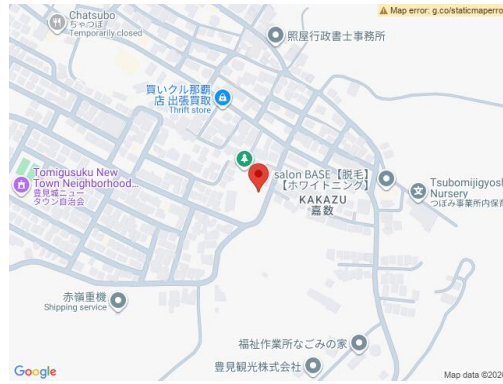 Map error: g.co/staticmaperro
Chatsubo
ちゃつぼ
Temporarily closed
照屋行政書士事務所
買いクル那覇
店 出張買取
Thrift store
salon BASE【脱毛】
【ホワイトニング】
Tomigusuku New
Town Neighborhood...
豊見城ニュー
タウン自治会
KAKAZU
嘉数
Tsubomijigyosh
Nursery
つぼみ事業所内保育
赤嶺重機
Shipping service
福祉作業所なごみの家
豊見観光株式会社
Google
Map data ©2026